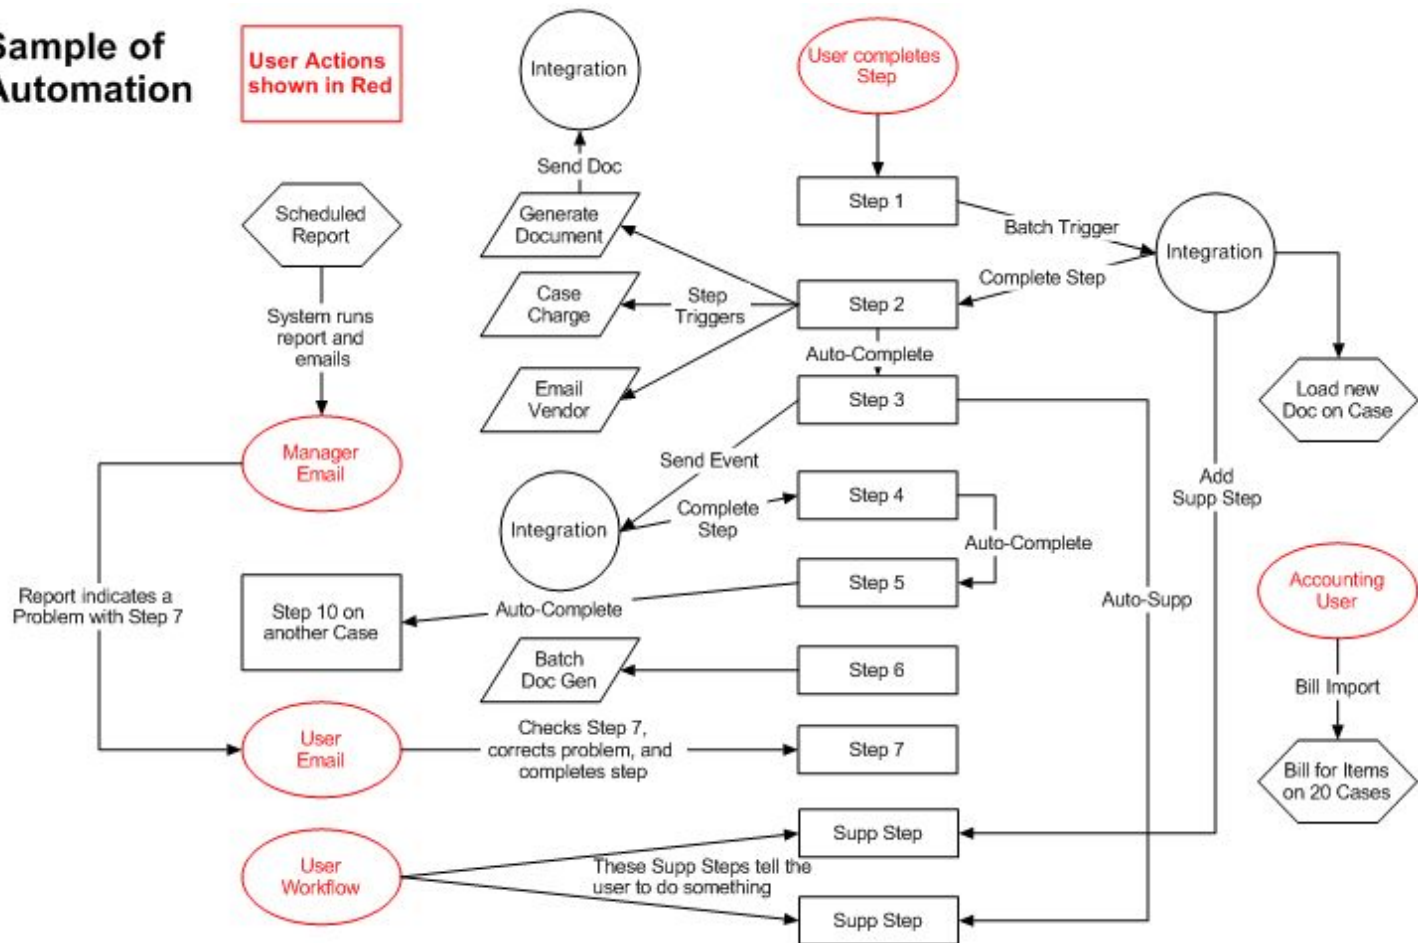 Sample of
Automation
User Actions
shown in Red
Integration
User completes
Step
Send Doc
Scheduled
Report
Generate
Document
Step 1
Batch Trigger
Integration
Complete Step
Case
Charge
Step
Triggers
Step 2
System runs
report and
emails
Auto-Complete
Email
Vendor
Step 3
Load new
Doc on Case
Manager
Email
Send Event
Add
Supp Step
Step 4
Complete
Step
Integration
Auto-Complete
Step 5
Accounting
User
Report indicates a
Problem with Step 7
Step 10 on
another Case
Auto-Complete
Auto-Supp
Batch
Doc Gen
Step 6
Bill Import
User
Email
Checks Step 7,
corrects problem, and
completes step
Step 7
Bill for Items
on 20 Cases
Supp Step
User
Workflow
These Supp Steps tell the
user to do something
Supp Step